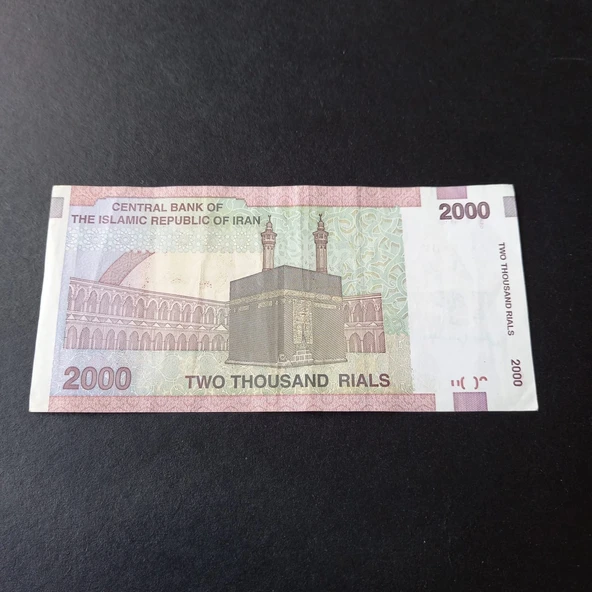 CENTRAL BANK OF
THE ISLAMIC REPUBLIC OF IRAN
2000
TWO THOUSAND RIALS
2000
2000
TWO THOUSAND RIALS